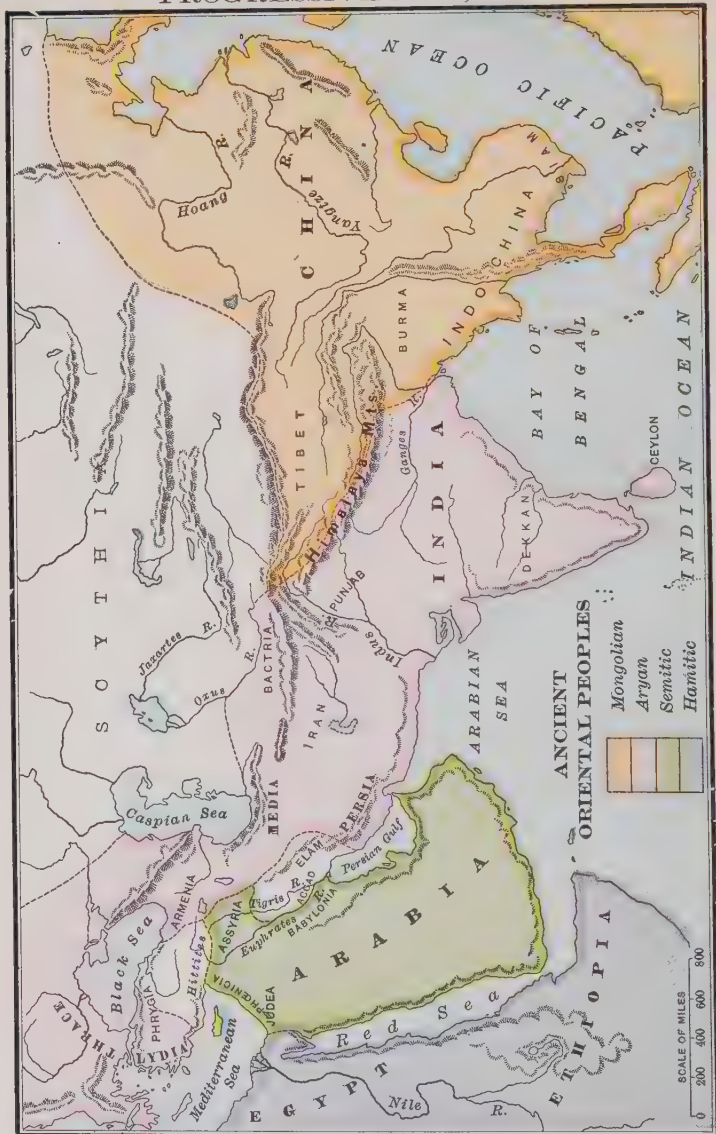 SCYTHIA
THRACE
Black Sea
Caspian Sea
Jaxartes R.
Oxus R.
PHRYGIA
LYDIA
ARMENIA
Hittites
Mediterranean
Sea
PHOENICIA
JUDEA
ASSYRIA
Tigris R.
Euphrates R.
ACCAD
BABYLONIA
ELAM
MEDIA
PERSIA
Persian Gulf
IRAN
BACTRIA
ARABIA
EGYPT
Nile R.
Red Sea
ETHIOPIA
PUNJAB
Indus R.
Himalaya Mts.
TIBET
Ganges R.
INDIA
DEKKAN
CEYLON
CHINA
Hoang R.
Yangtze R.
BURMA
INDO CHINA
ARABIAN
SEA
BAY OF
BENGAL
INDIAN OCEAN
PACIFIC OCEAN
SCALE OF MILES
0 200 400 600 800
ANCIENT
ORIENTAL PEOPLES
Mongolian
Aryan
Semitic
Hamitic